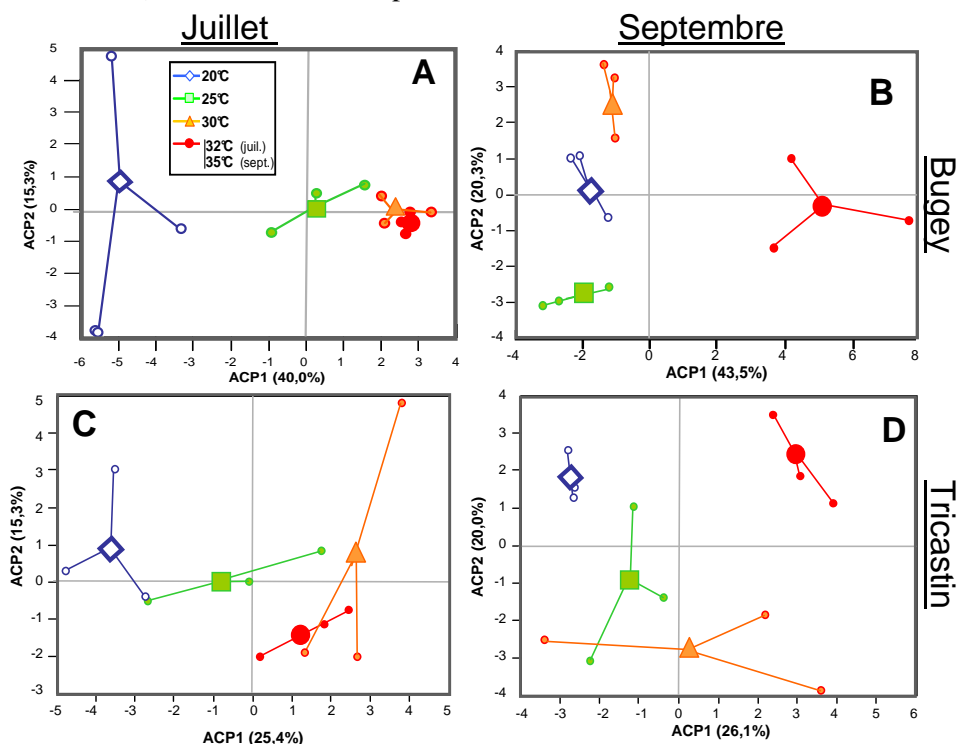 Juillet
Septembre
A
20°C
25°C
30°C
32°C (juil.)
35°C (sept.)
5
4
3
2
1
0
-1
-2
-3
-4
ACP2 (15,3%)
-6 -5 -4 -3 -2 -1 0 1 2 3 4
ACP1 (40,0%)
B
4
3
2
1
0
-1
-2
-3
-4
ACP2 (20,3%)
-4 -2 0 2 4 6 8
ACP1 (43,5%)
Bugey
C
5
4
3
2
1
0
-1
-2
-3
ACP2 (15,3%)
-5 -4 -3 -2 -1 0 1 2 3 4 5
ACP1 (25,4%)
D
4
3
2
1
0
-1
-2
-3
-4
ACP2 (20,0%)
-4 -3 -2 -1 0 1 2 3 4 5 6
ACP1 (26,1%)
Tricastin